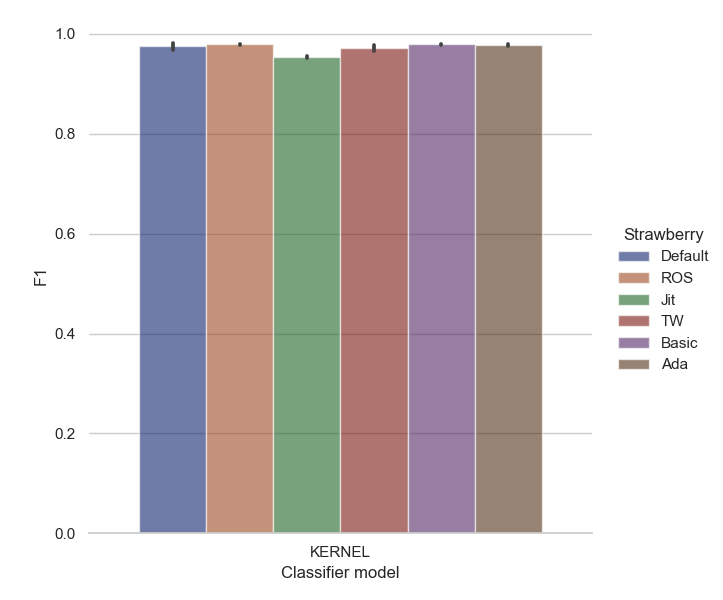 1.0
0.8
0.6
0.4
0.2
0.0
F1
KERNEL
Classifier model
Strawberry
Default
ROS
Jit
TW
Basic
Ada